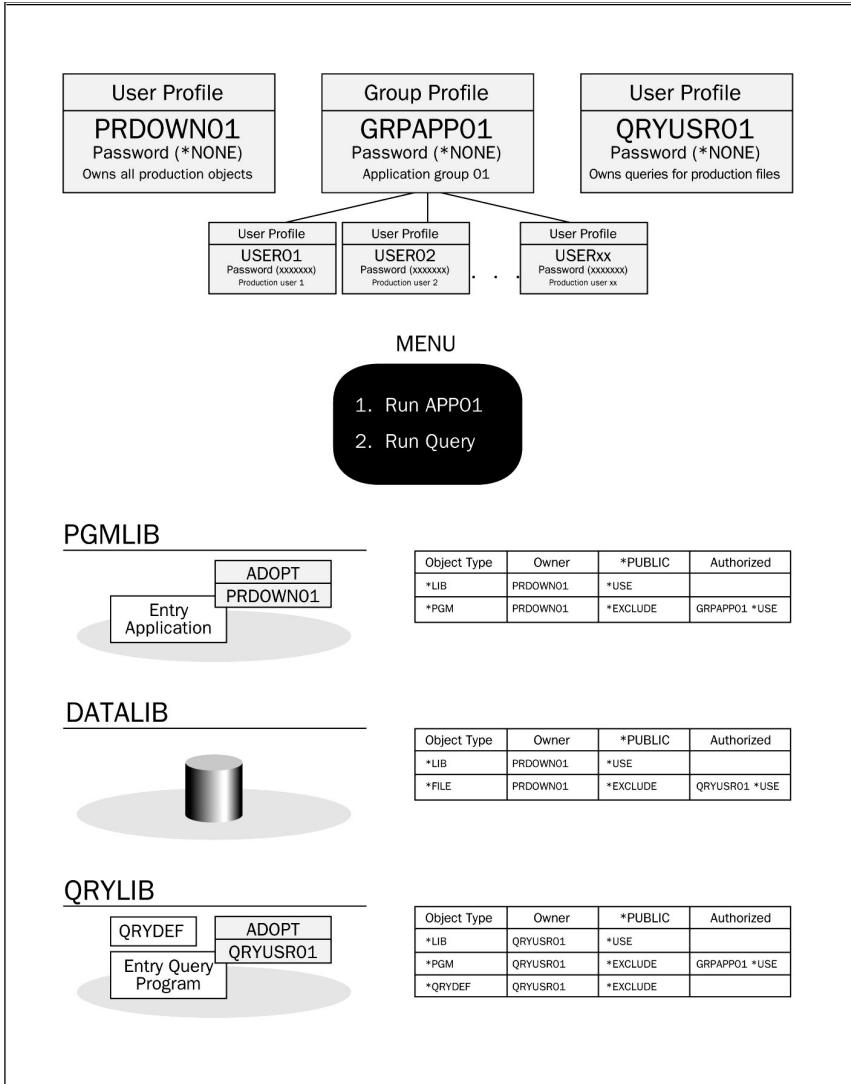 User Profile
PRDOWN01
Password (*NONE)
Owns all production objects
Group Profile
GRPAPP01
Password (*NONE)
Application group 01
User Profile
QRYUSR01
Password (*NONE)
Owns queries for production files
User Profile
USER01
Password (xxxxxxx)
Production user 1
User Profile
USER02
Password (xxxxxxx)
Production user 2
. . .
User Profile
USERxx
Password (xxxxxxx)
Production user xx
MENU
1. Run APP01
2. Run Query
PGMLIB
ADOPT
PRDOWN01
Entry
Application
Object Type Owner *PUBLIC Authorized
*LIB PRDOWN01 *USE
*PGM PRDOWN01 *EXCLUDE GRPAPP01 *USE
DATALIB
Object Type Owner *PUBLIC Authorized
*LIB PRDOWN01 *USE
*FILE PRDOWN01 *EXCLUDE QRYUSR01 *USE
QRYLIB
QRYDEF
ADOPT
QRYUSR01
Entry Query
Program
Object Type Owner *PUBLIC Authorized
*LIB QRYUSR01 *USE
*PGM QRYUSR01 *EXCLUDE GRPAPP01 *USE
*QRYDEF QRYUSR01 *EXCLUDE